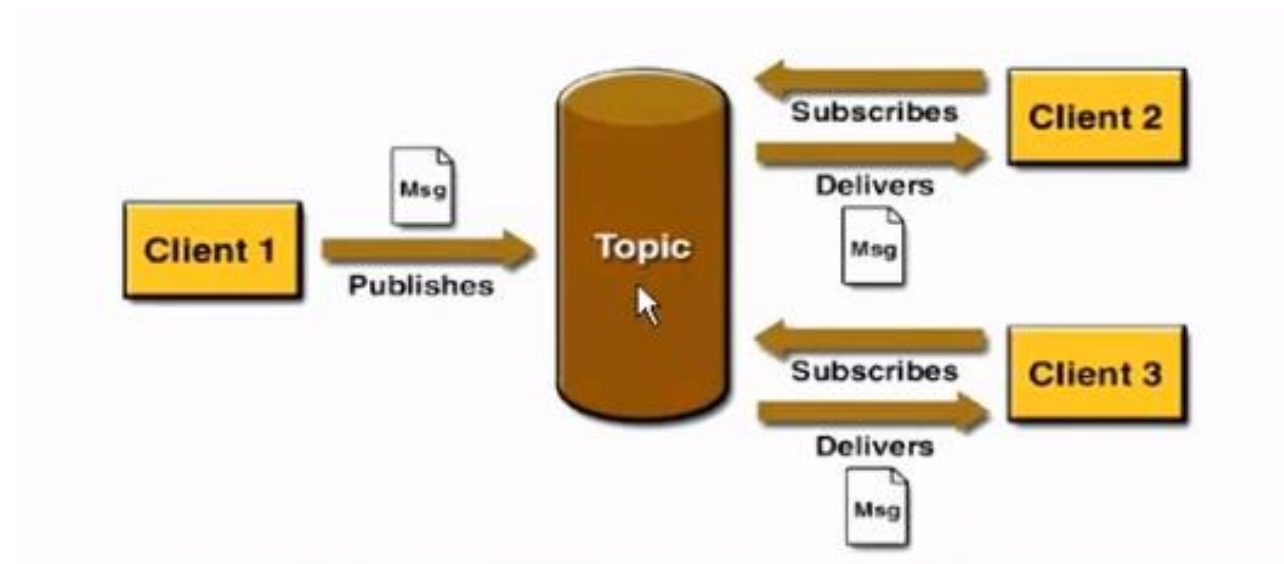 Client 1
Msg
Publishes
Topic
Subscribes
Delivers
Msg
Client 2
Subscribes
Delivers
Msg
Client 3